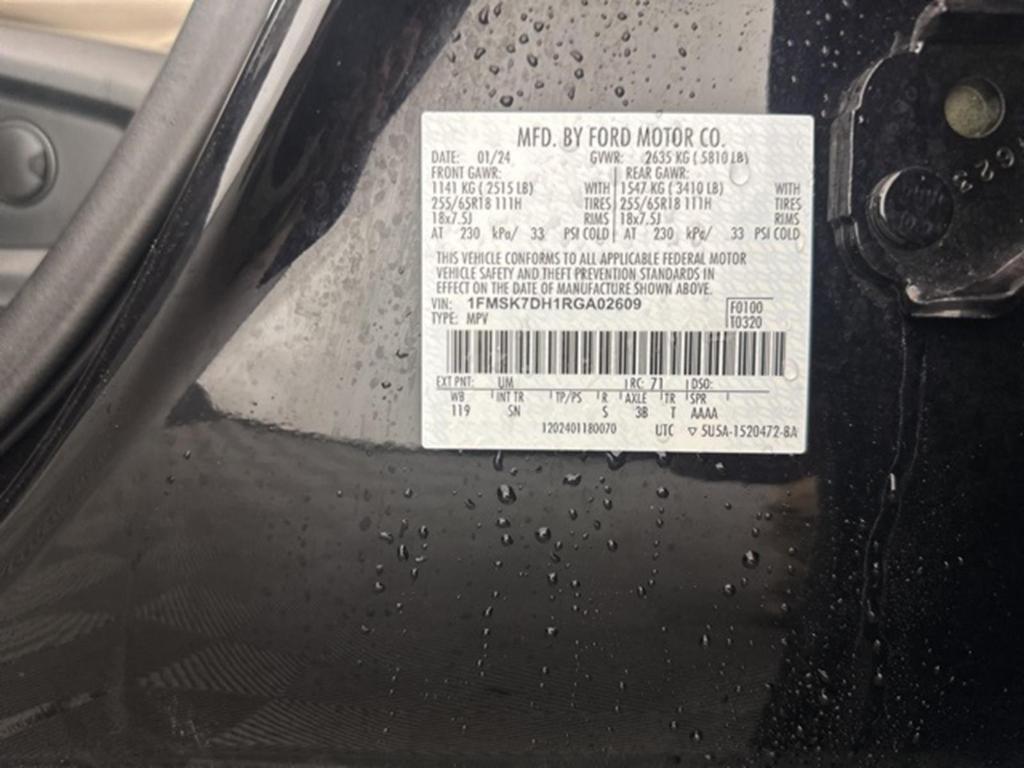 MFD. BY FORD MOTOR CO.
DATE: 01/24 GVWR: 2635 KG ( 5810 LB)
FRONT GAWR: REAR GAWR:
1141 KG ( 2515 LB) WITH 1547 KG ( 3410 LB) WITH
255/65R18 111H TIRES 255/65R18 111H TIRES
18x7.5J RIMS 18x7.5J RIMS
AT 230 kPa/ 33 PSI COLD AT 230 kPa/ 33 PSI COLD
THIS VEHICLE CONFORMS TO ALL APPLICABLE FEDERAL MOTOR
VEHICLE SAFETY AND THEFT PREVENTION STANDARDS IN
EFFECT ON THE DATE OF MANUFACTURE SHOWN ABOVE.
VIN: 1FMSK7DH1RGA02609 F0100
TYPE: MPV T0320
EXT PNT: UM RC: 71 DSO:
WB INT TR TP/PS R AXLE TR SPR
119 SN S 3B T AAAA
1202401180070 UTC ▽ 5U5A-1520472-BA